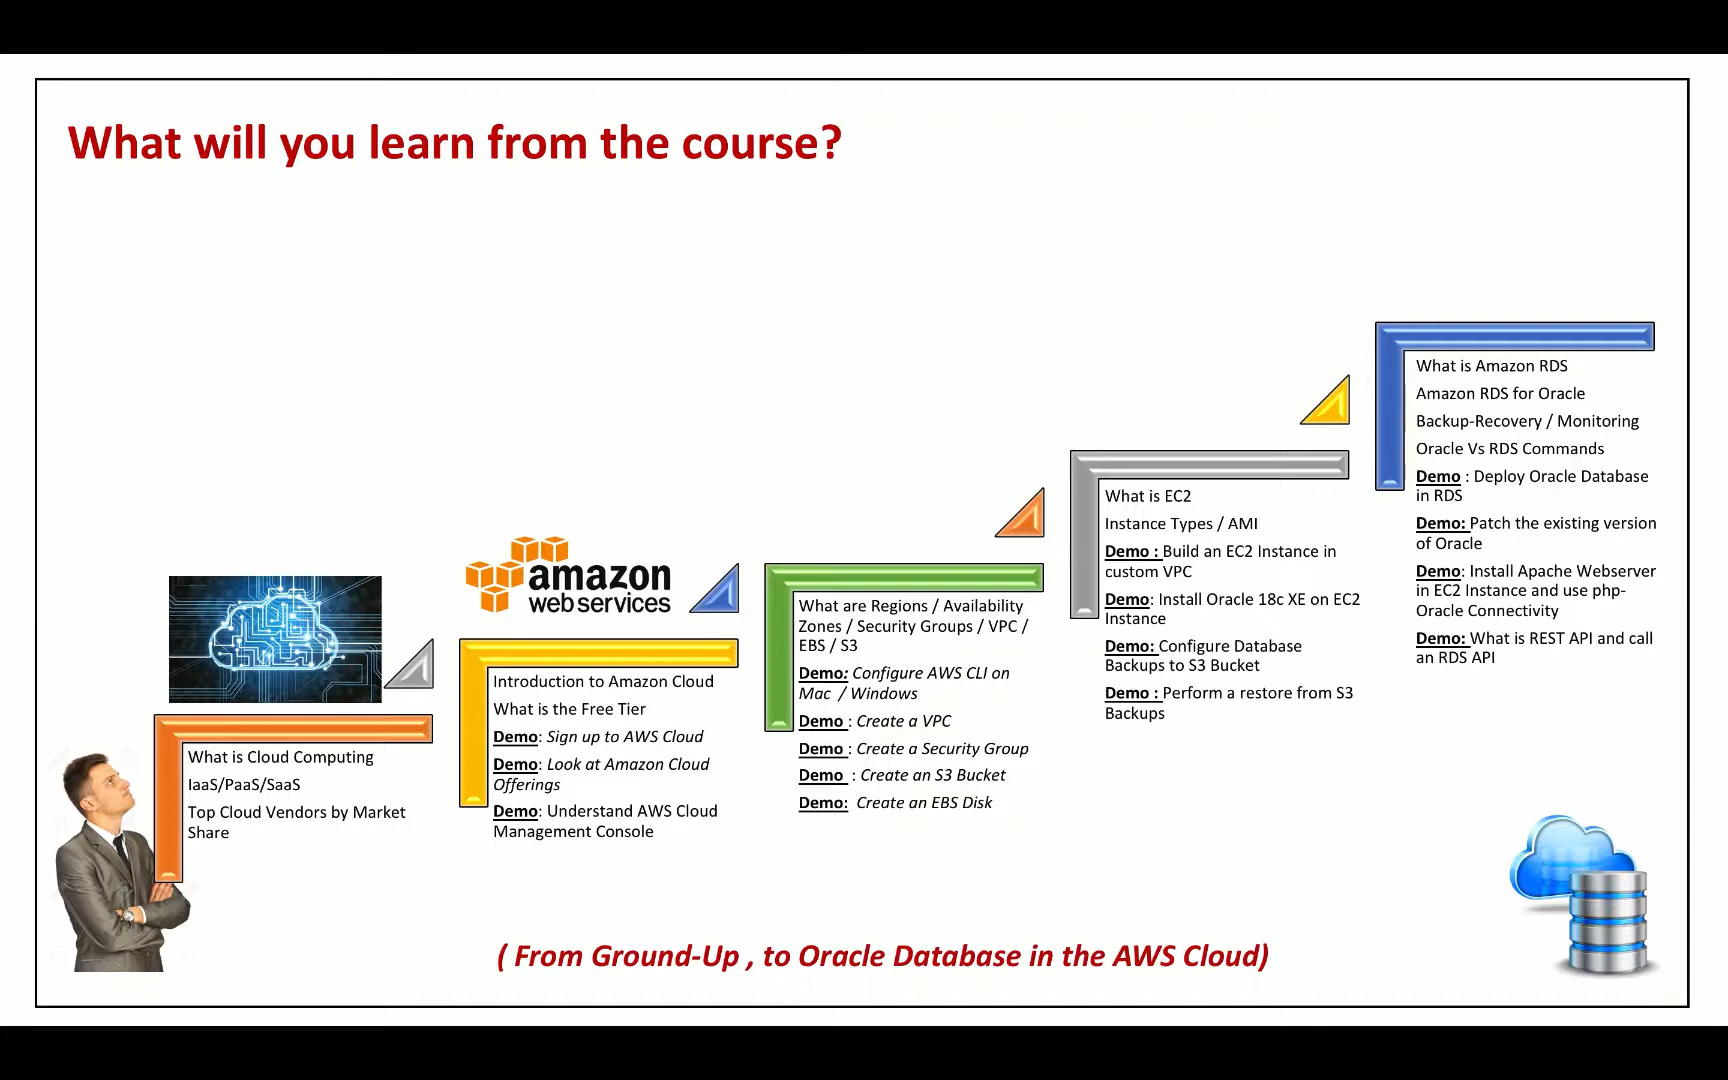 What will you learn from the course?
amazon
webservices
What is Cloud Computing
IaaS/PaaS/SaaS
Top Cloud Vendors by Market
Share
Introduction to Amazon Cloud
What is the Free Tier
Demo: Sign up to AWS Cloud
Demo: Look at Amazon Cloud
Offerings
Demo: Understand AWS Cloud
Management Console
What are Regions / Availability
Zones / Security Groups / VPC /
EBS / S3
Demo: Configure AWS CLI on
Mac / Windows
Demo : Create a VPC
Demo : Create a Security Group
Demo : Create an S3 Bucket
Demo: Create an EBS Disk
What is EC2
Instance Types / AMI
Demo : Build an EC2 Instance in
custom VPC
Demo: Install Oracle 18c XE on EC2
Instance
Demo: Configure Database
Backups to S3 Bucket
Demo : Perform a restore from S3
Backups
What is Amazon RDS
Amazon RDS for Oracle
Backup-Recovery / Monitoring
Oracle Vs RDS Commands
Demo : Deploy Oracle Database
in RDS
Demo: Patch the existing version
of Oracle
Demo: Install Apache Webserver
in EC2 Instance and use php-
Oracle Connectivity
Demo: What is REST API and call
an RDS API
( From Ground-Up , to Oracle Database in the AWS Cloud)